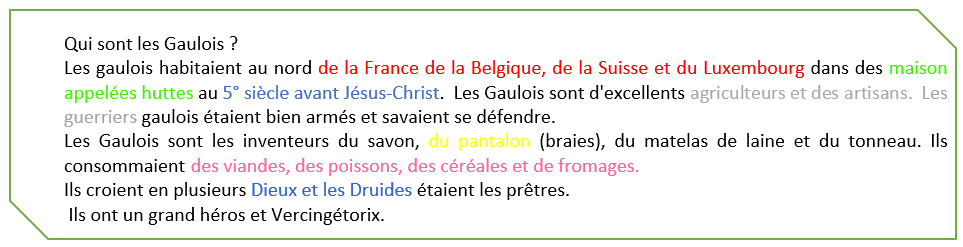 Qui sont les Gaulois ?
Les gaulois habitaient au nord de la France de la Belgique, de la Suisse et du Luxembourg dans des maison
appelées huttes au 5° siècle avant Jésus-Christ. Les Gaulois sont d'excellents agriculteurs et des artisans. Les
guerriers gaulois étaient bien armés et savaient se défendre.
Les Gaulois sont les inventeurs du savon, du pantalon (braies), du matelas de laine et du tonneau. Ils
consommaient des viandes, des poissons, des céréales et de fromages.
Ils croient en plusieurs Dieux et les Druides étaient les prêtres.
Ils ont un grand héros et Vercingétorix.